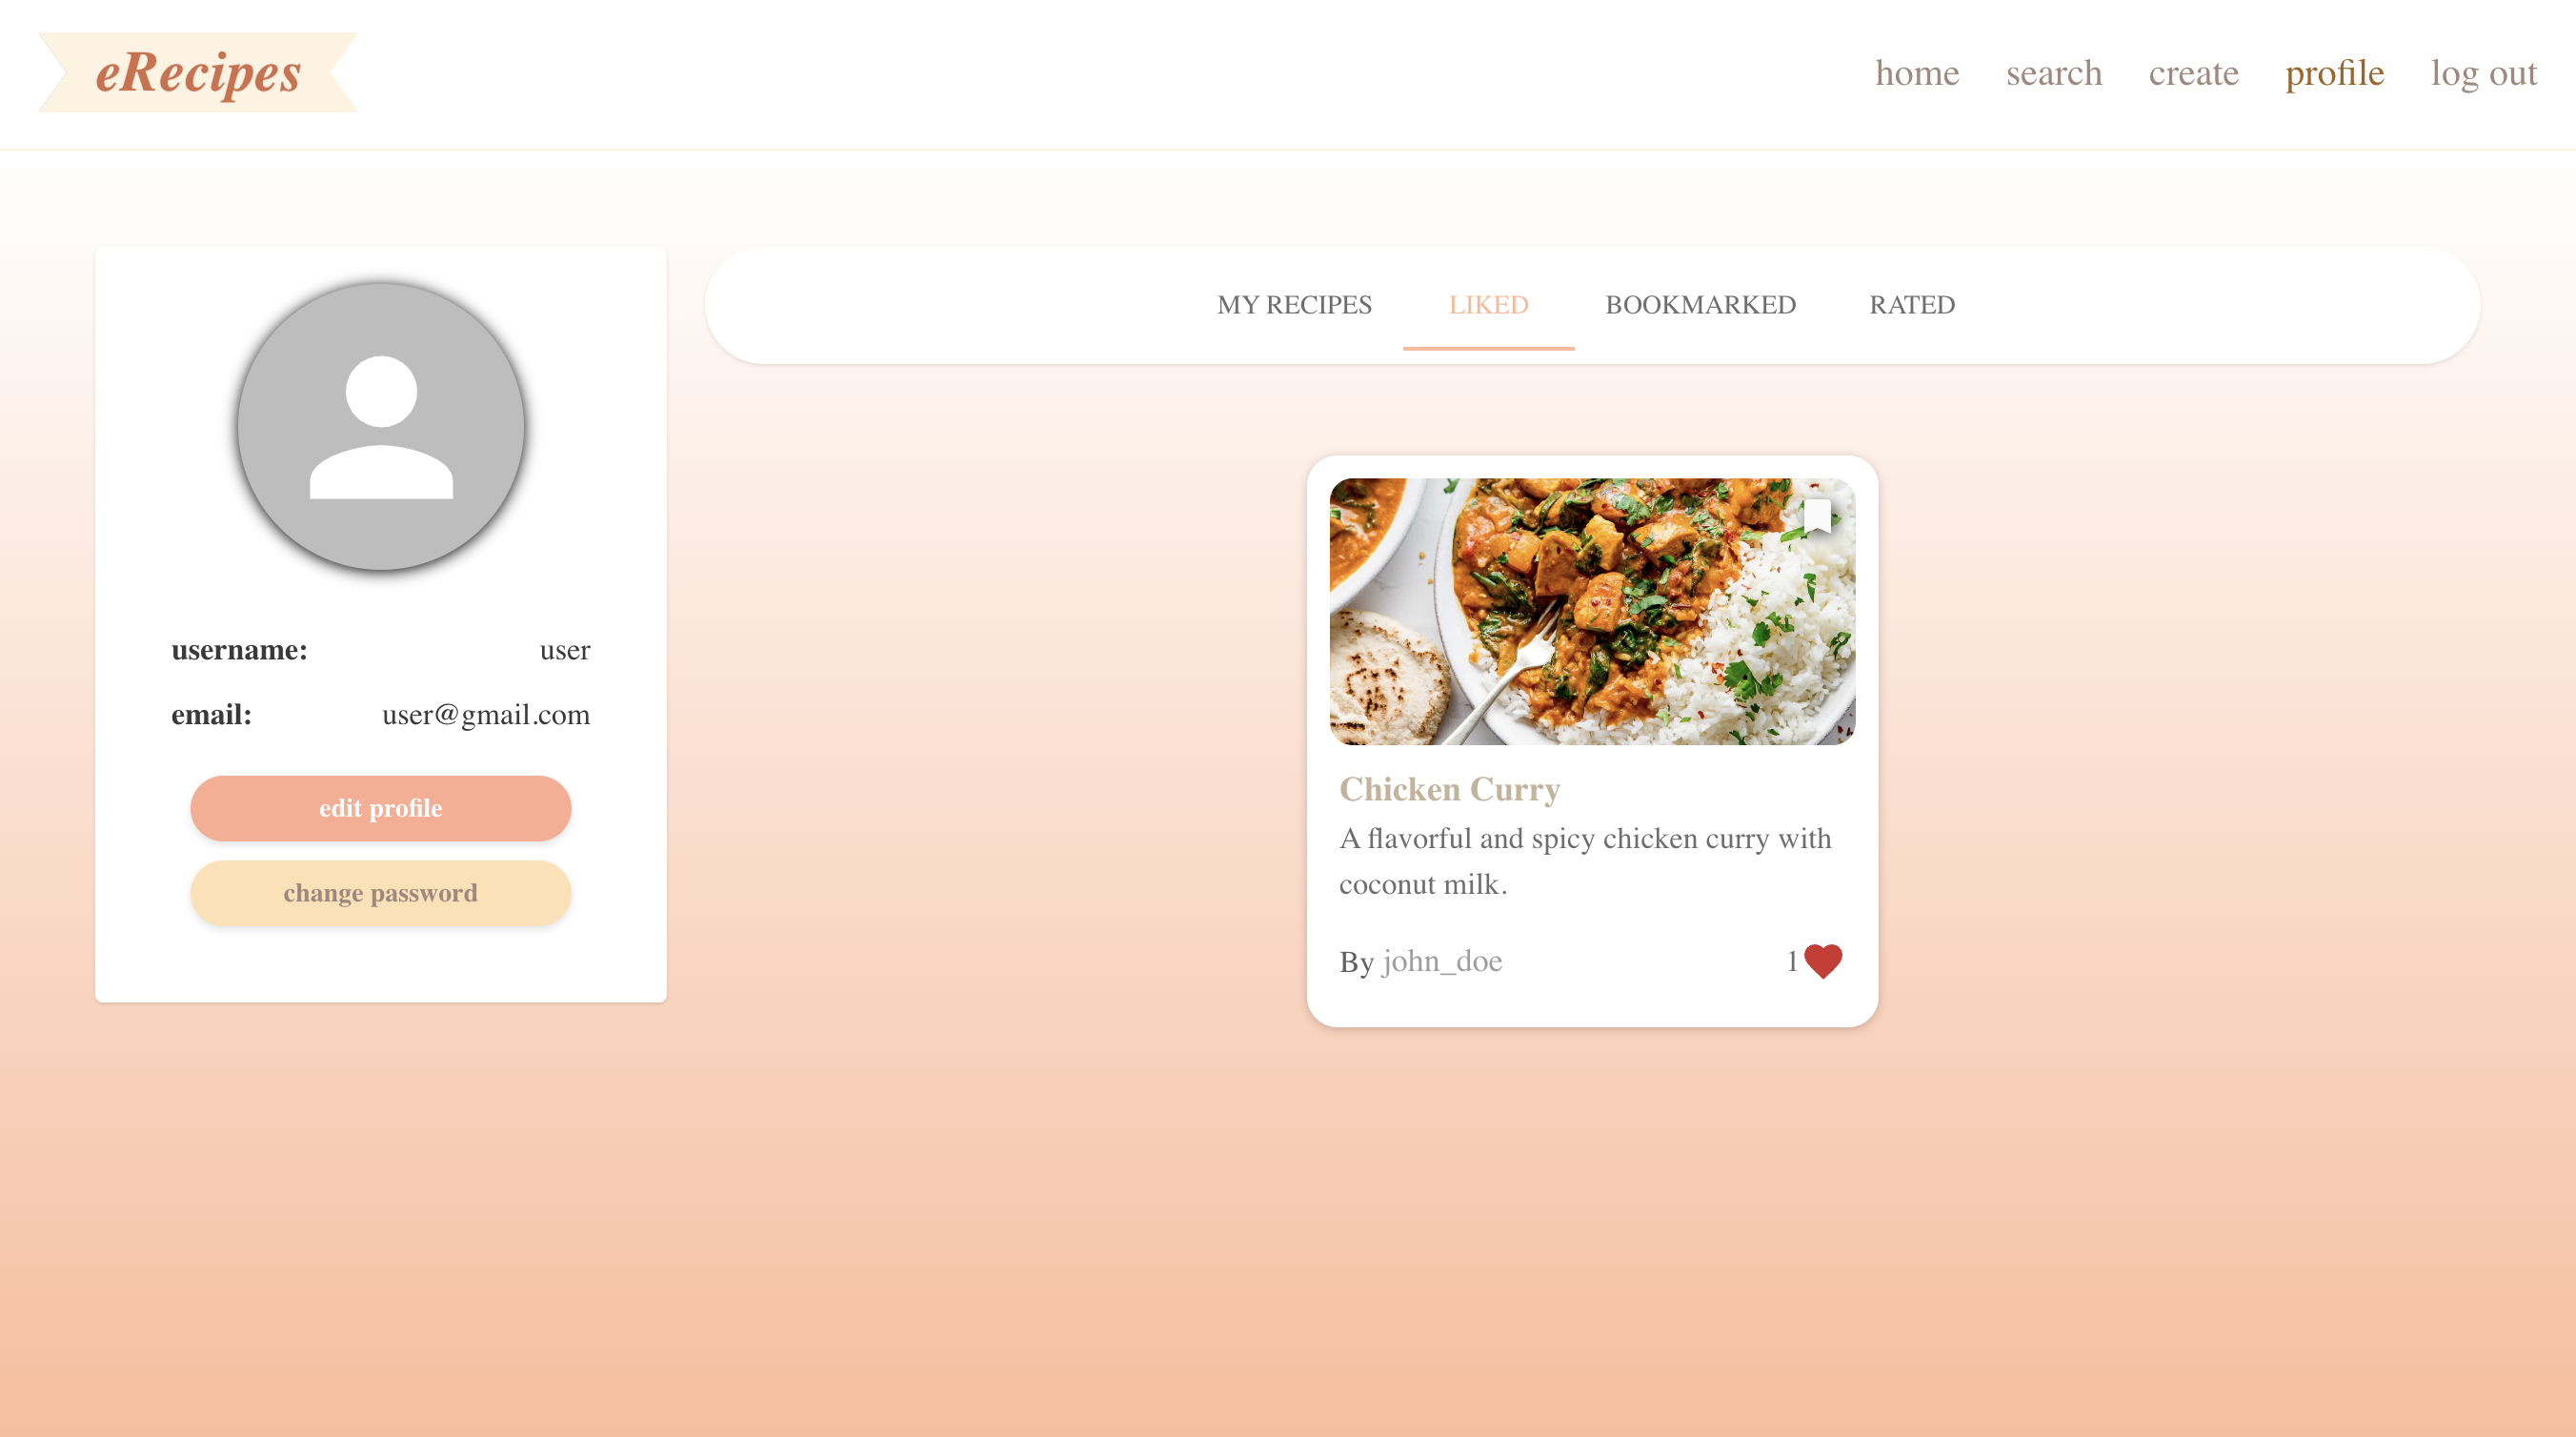 eRecipes
home search create profile log out
MY RECIPES LIKED BOOKMARKED RATED
username: user
email: user@gmail.com
edit profile
change password
Chicken Curry
A flavorful and spicy chicken curry with
coconut milk.
By john_doe 1